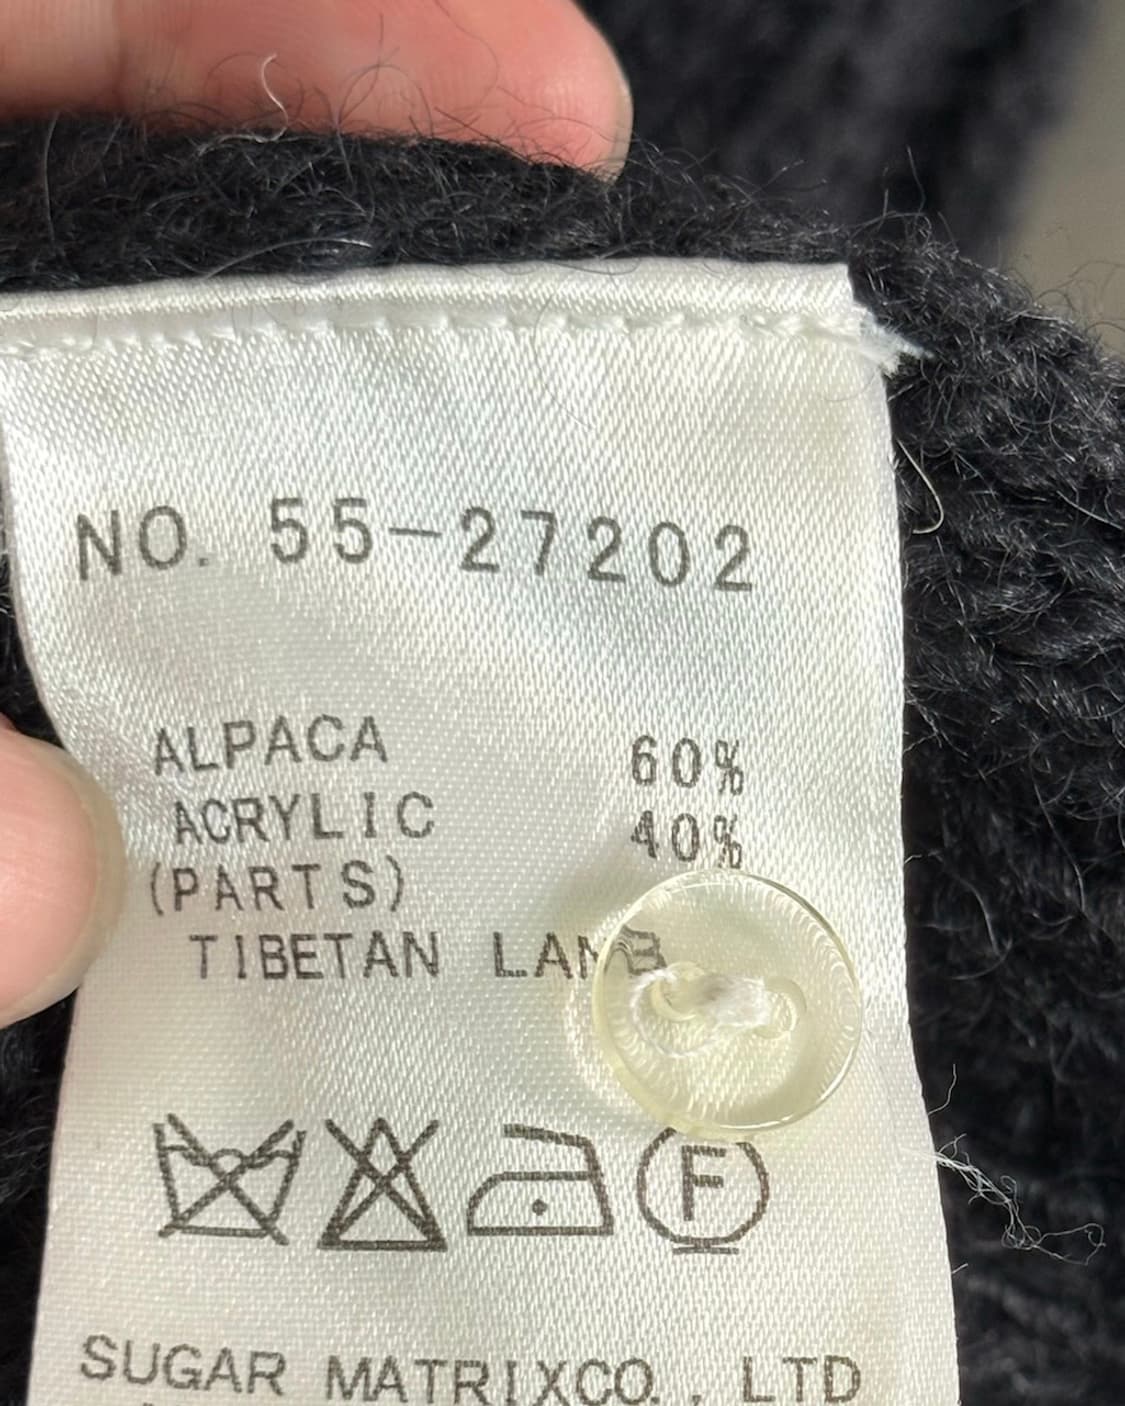 NO. 55-27202
ALPACA 60%
ACRYLIC 40%
(PARTS)
TIBETAN LAMB
F
SUGAR MATRIXCO., LTD